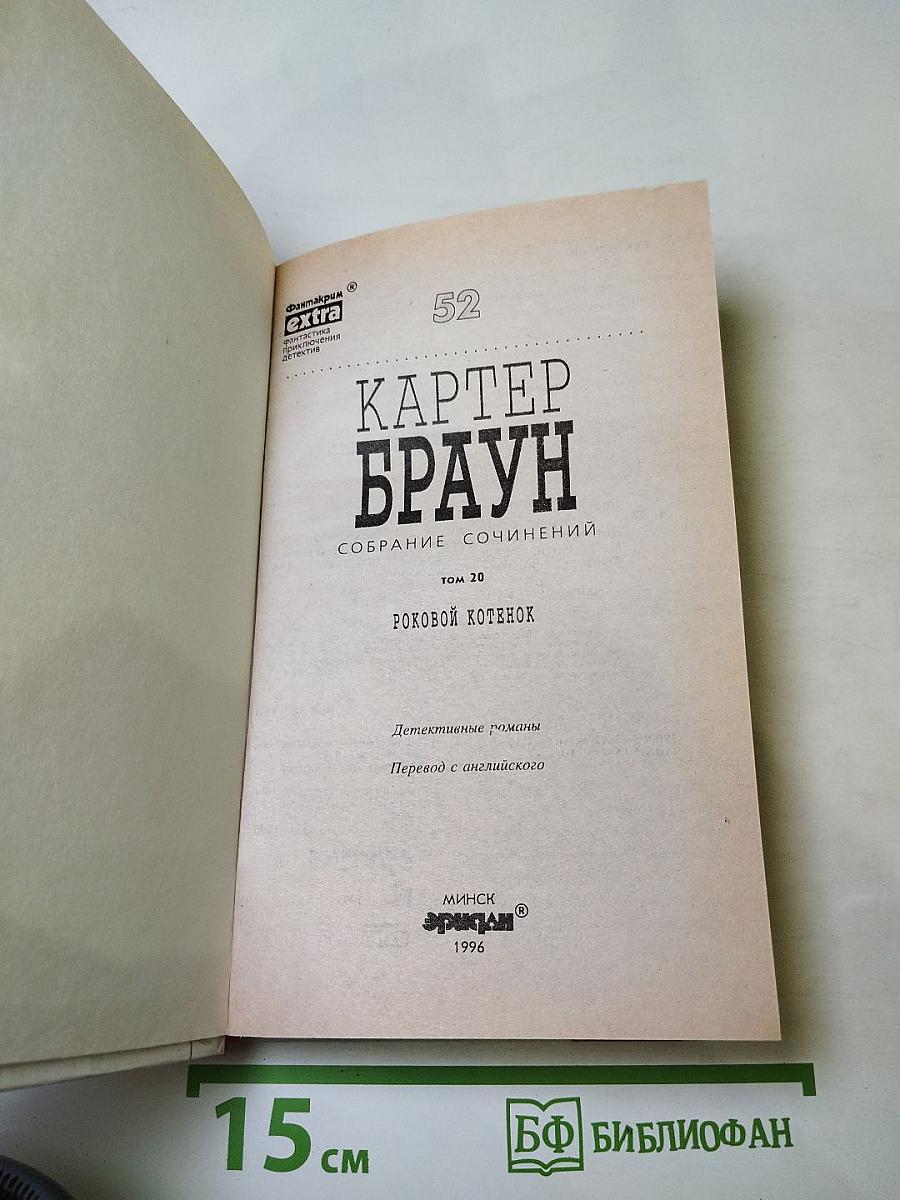 Фантакрим ®
extra
фантастика
приключения
детектив
52
КАРТЕР
БРАУН
СОБРАНИЕ СОЧИНЕНИЙ
том 20
РОКОВОЙ КОТЕНОК
Детективные романы
Перевод с английского
МИНСК
эридан ®
1996
15 см
БФ БИБЛИОФАН